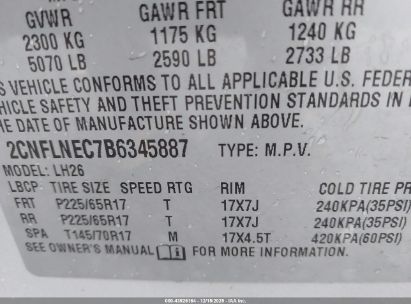 GVWR GAWR FRT GAWR RR
2300 KG 1175 KG 1240 KG
5070 LB 2590 LB 2733 LB
S VEHICLE CONFORMS TO ALL APPLICABLE U.S. FEDER
HICLE SAFETY AND THEFT PREVENTION STANDARDS IN
THE DATE OF MANUFACTURE SHOWN ABOVE.
2CNFLNEC7B6345887 TYPE: M.P.V.
MODEL: LH26
LBCP TIRE SIZE SPEED RTG RIM COLD TIRE PR
FRT P225/65R17 T 17X7J 240KPA(35PSI)
RR P225/65R17 T 17X7J 240KPA(35PSI)
SPA T145/70R17 M 17X4.5T 420KPA(60PSI)
SEE OWNER'S MANUAL FOR MORE INFORMATION.